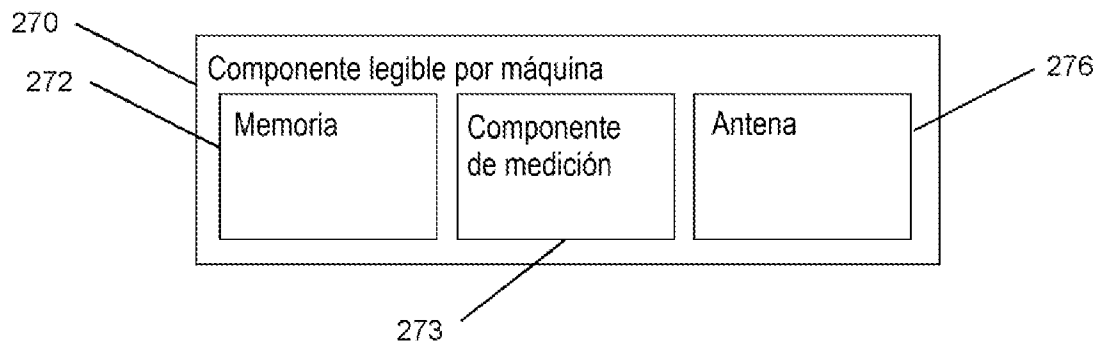 270
Componente legible por máquina
272
276
Memoria
Componente
de medición
Antena
273